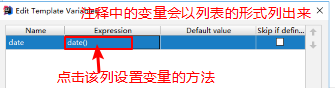 注释中的变量会以列表的形式列出来
Edit Template Variables
Name Expression Default value Skip if defin...
date date()
点击该列设置变量的方法